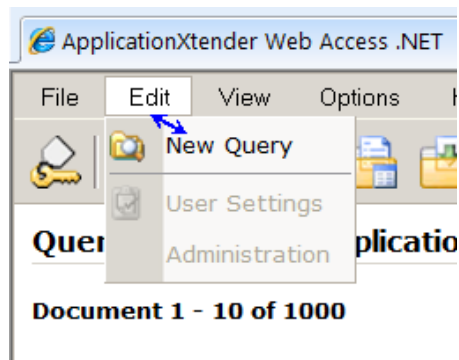 ApplicationXtender Web Access .NET
File Edit View Options
New Query
User Settings
Administration
Document 1 - 10 of 1000